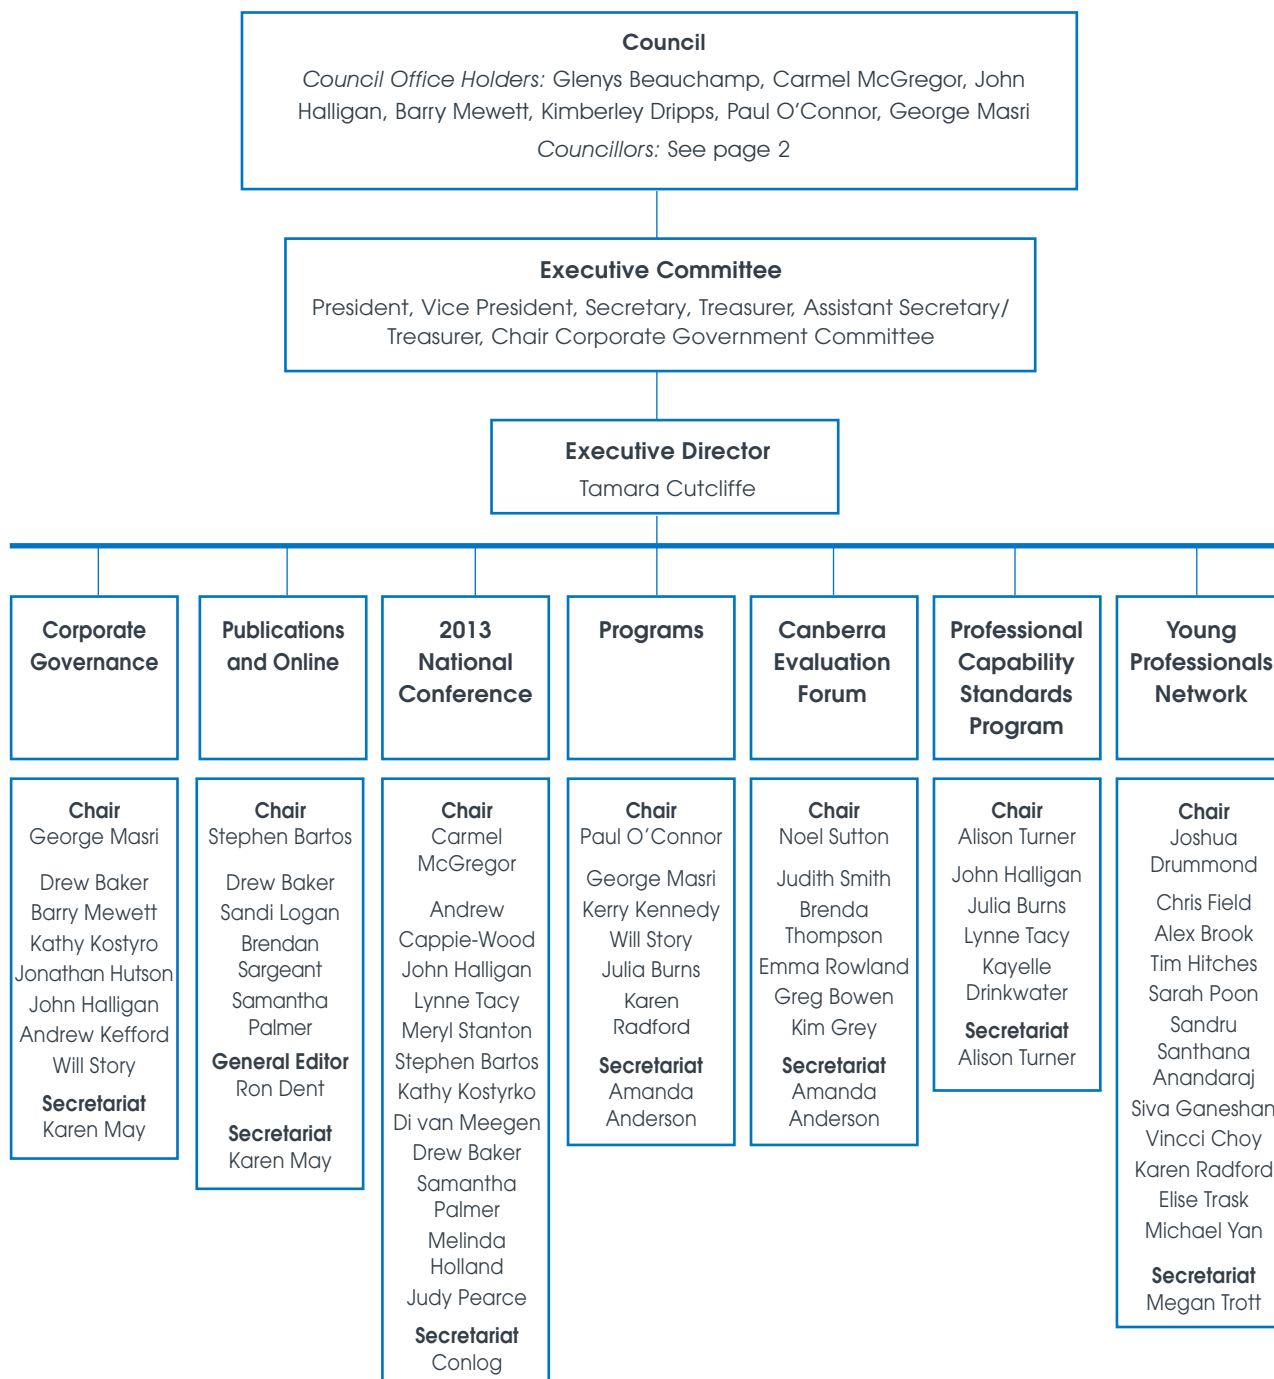 Council
Council Office Holders: Glenys Beauchamp, Carmel McGregor, John
Halligan, Barry Mewett, Kimberley Dripps, Paul O’Connor, George Masri
Councillors: See page 2
Executive Committee
President, Vice President, Secretary, Treasurer, Assistant Secretary/
Treasurer, Chair Corporate Government Committee
Executive Director
Tamara Cutcliffe
Corporate
Governance
Chair
George Masri
Drew Baker
Barry Mewett
Kathy Kostyro
Jonathan Hutson
John Halligan
Andrew Kefford
Will Story
Secretariat
Karen May
Publications
and Online
Chair
Stephen Bartos
Drew Baker
Sandi Logan
Brendan
Sargeant
Samantha
Palmer
General Editor
Ron Dent
Secretariat
Karen May
2013
National
Conference
Chair
Carmel
McGregor
Andrew
Cappie-Wood
John Halligan
Lynne Tacy
Meryl Stanton
Stephen Bartos
Kathy Kostyrko
Di van Meegen
Drew Baker
Samantha
Palmer
Melinda
Holland
Judy Pearce
Secretariat
Conlog
Programs
Chair
Paul O’Connor
George Masri
Kerry Kennedy
Will Story
Julia Burns
Karen
Radford
Secretariat
Amanda
Anderson
Canberra
Evaluation
Forum
Chair
Noel Sutton
Judith Smith
Brenda
Thompson
Emma Rowland
Greg Bowen
Kim Grey
Secretariat
Amanda
Anderson
Professional
Capability
Standards
Program
Chair
Alison Turner
John Halligan
Julia Burns
Lynne Tacy
Kayelle
Drinkwater
Secretariat
Alison Turner
Young
Professionals
Network
Chair
Joshua
Drummond
Chris Field
Alex Brook
Tim Hitches
Sarah Poon
Sandru
Santhana
Anandaraj
Siva Ganeshan
Vincci Choy
Karen Radford
Elise Trask
Michael Yan
Secretariat
Megan Trott